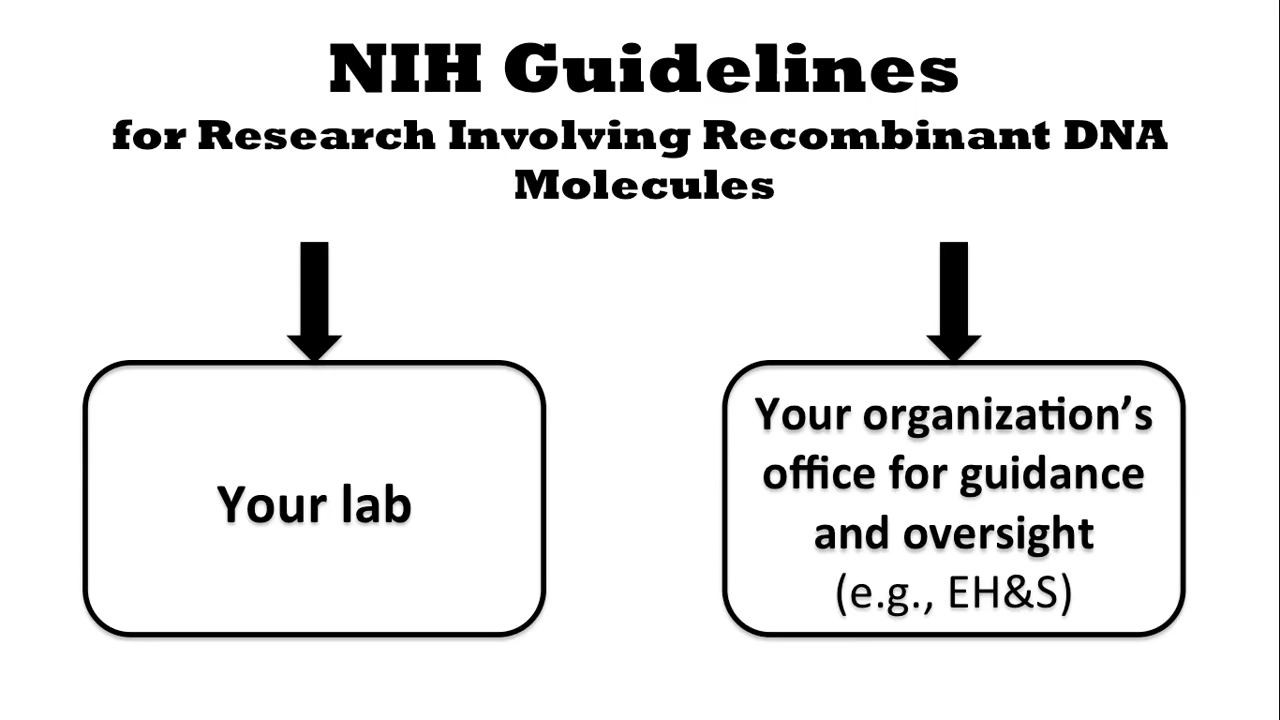 NIH Guidelines
for Research Involving Recombinant DNA
Molecules
Your lab
Your organization’s
office for guidance
and oversight
(e.g., EH&S)